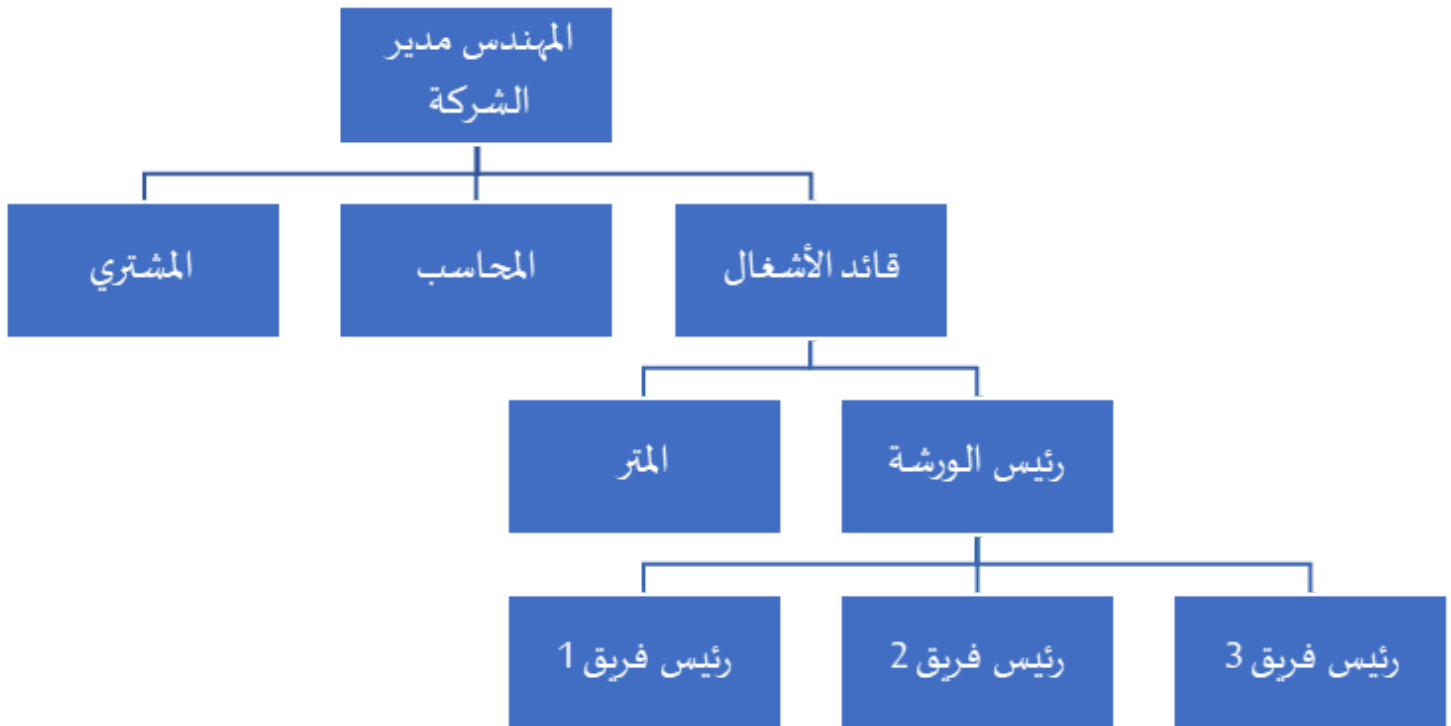 المهندس مدير
الشركة
قائد الأشغال
المحاسب
المشتري
رئيس الورشة
المتر
رئيس فريق 3
رئيس فريق 2
رئيس فريق 1